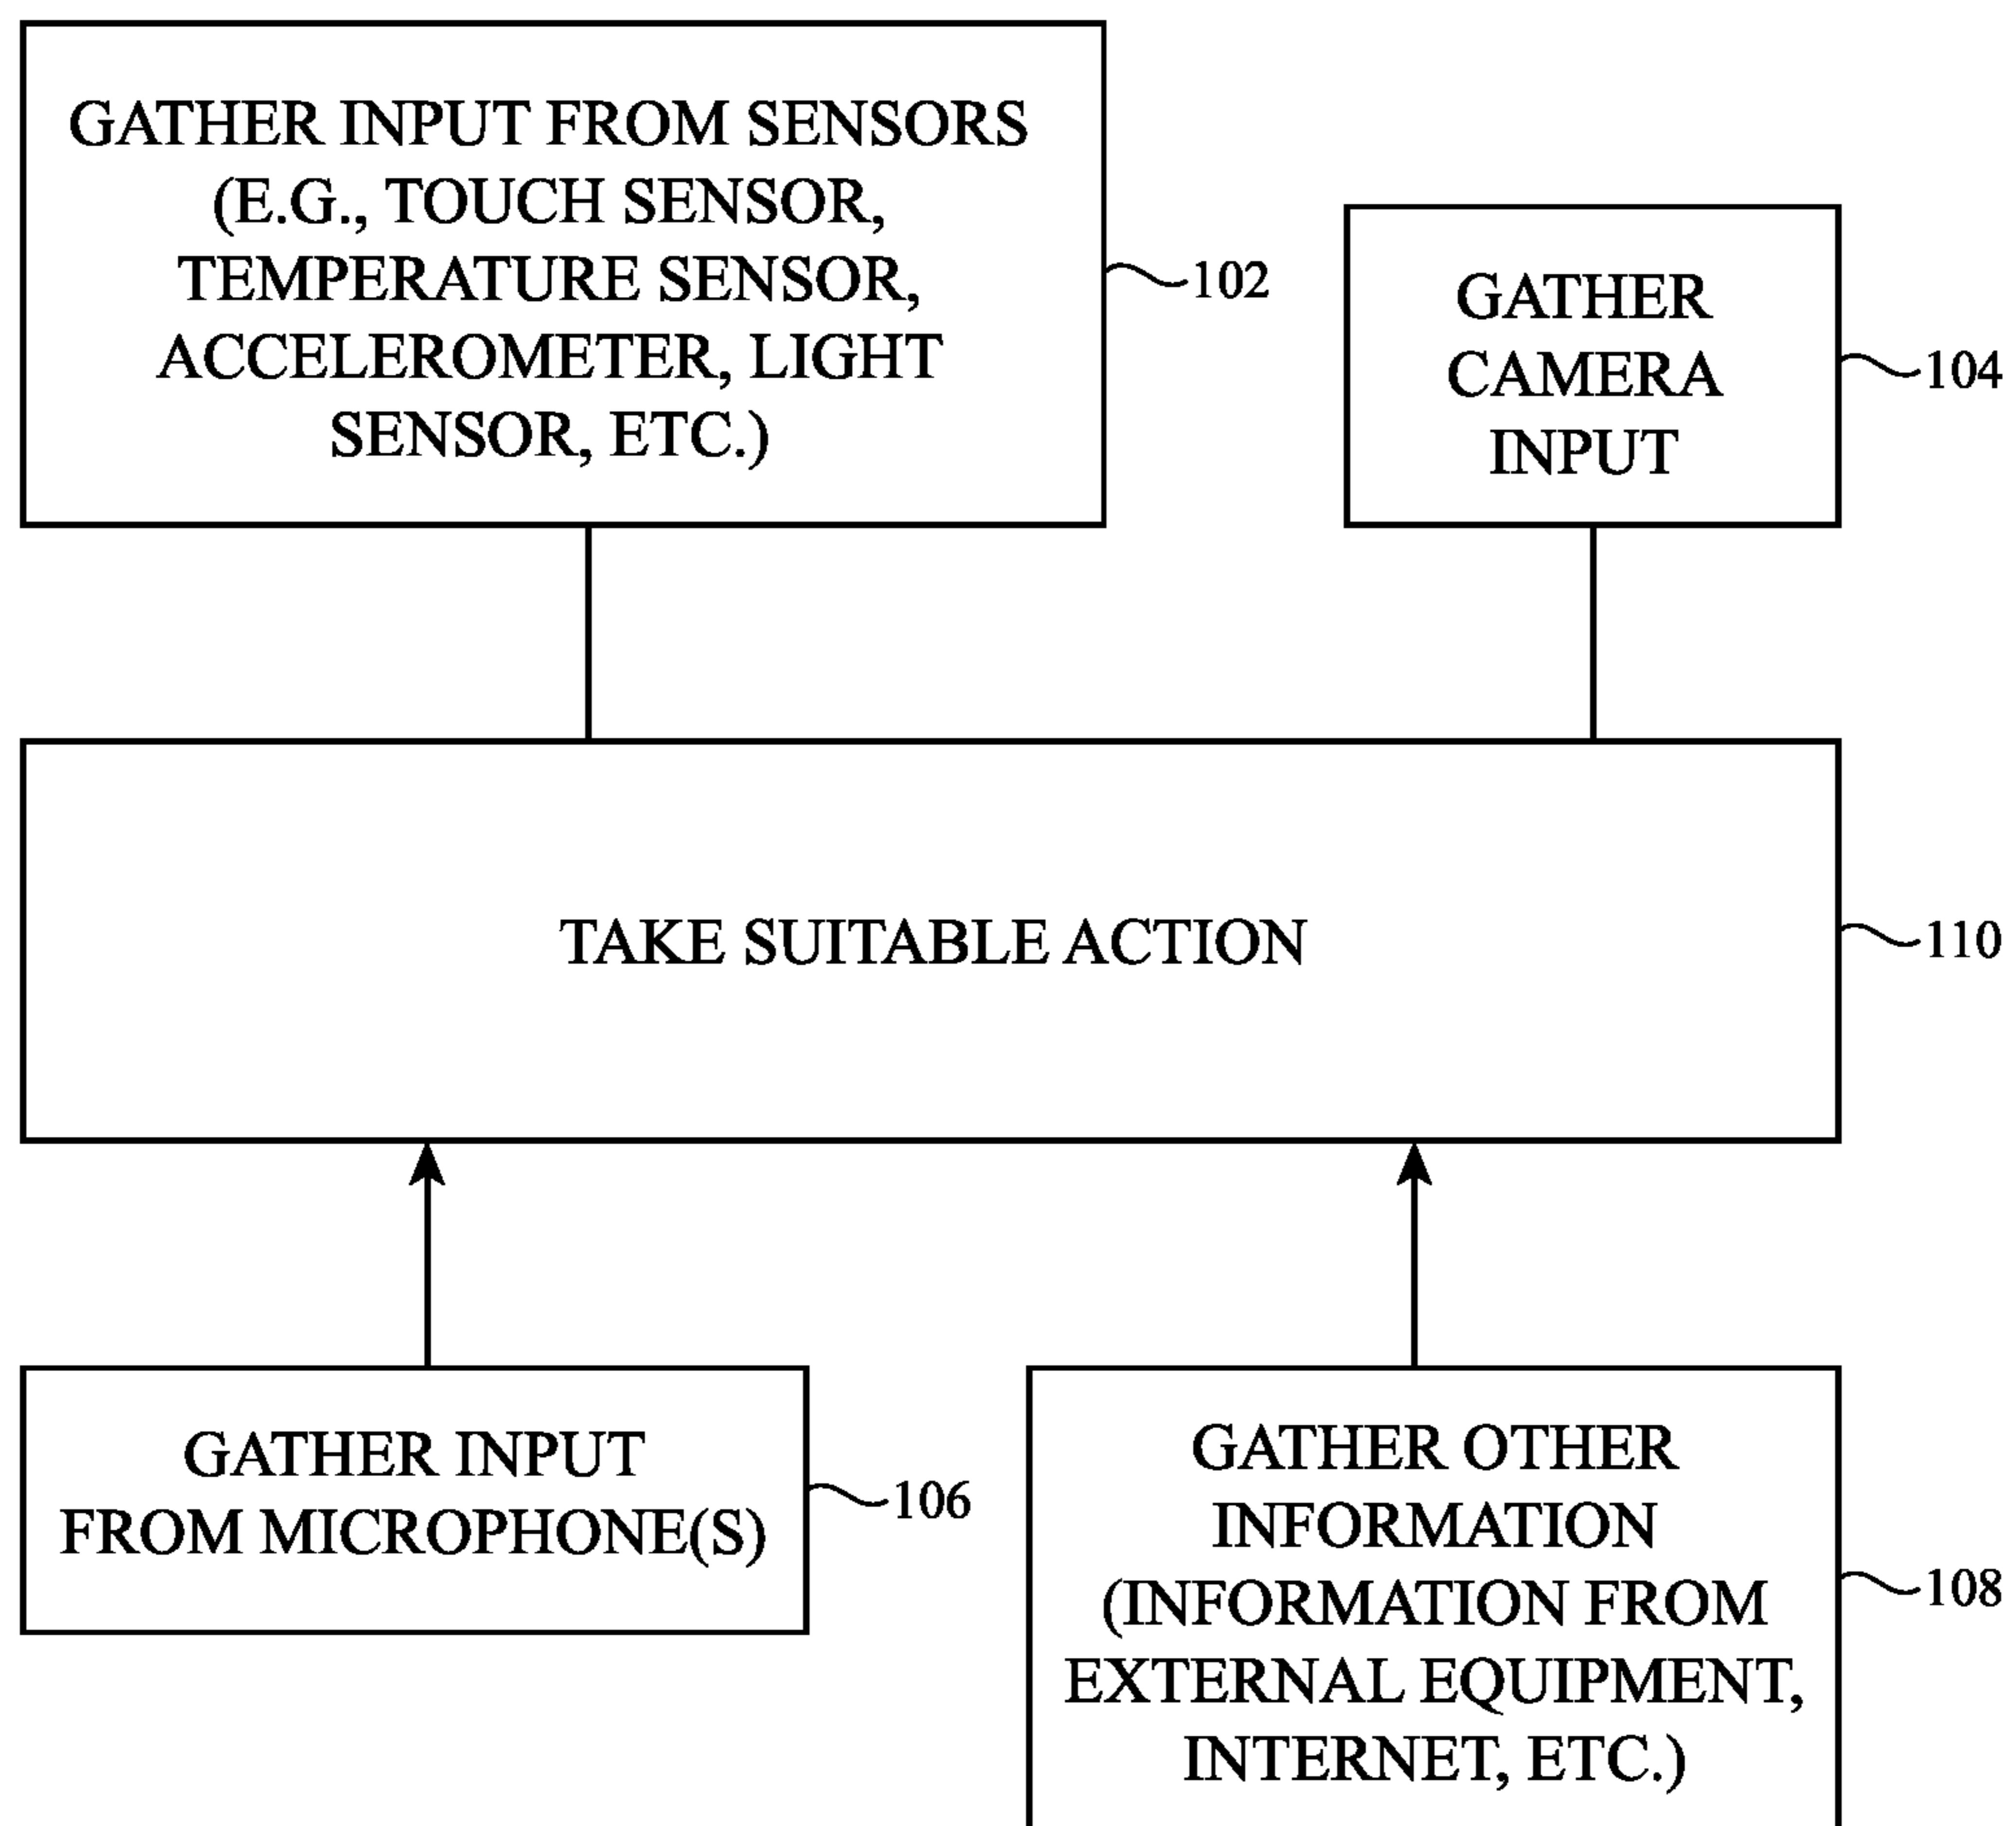 GATHER INPUT FROM SENSORS
(E.G., TOUCH SENSOR,
TEMPERATURE SENSOR,
ACCELEROMETER, LIGHT
SENSOR, ETC.)
102
GATHER
CAMERA
INPUT
104
TAKE SUITABLE ACTION
110
GATHER INPUT
FROM MICROPHONE(S)
106
GATHER OTHER
INFORMATION
(INFORMATION FROM
EXTERNAL EQUIPMENT,
INTERNET, ETC.)
108